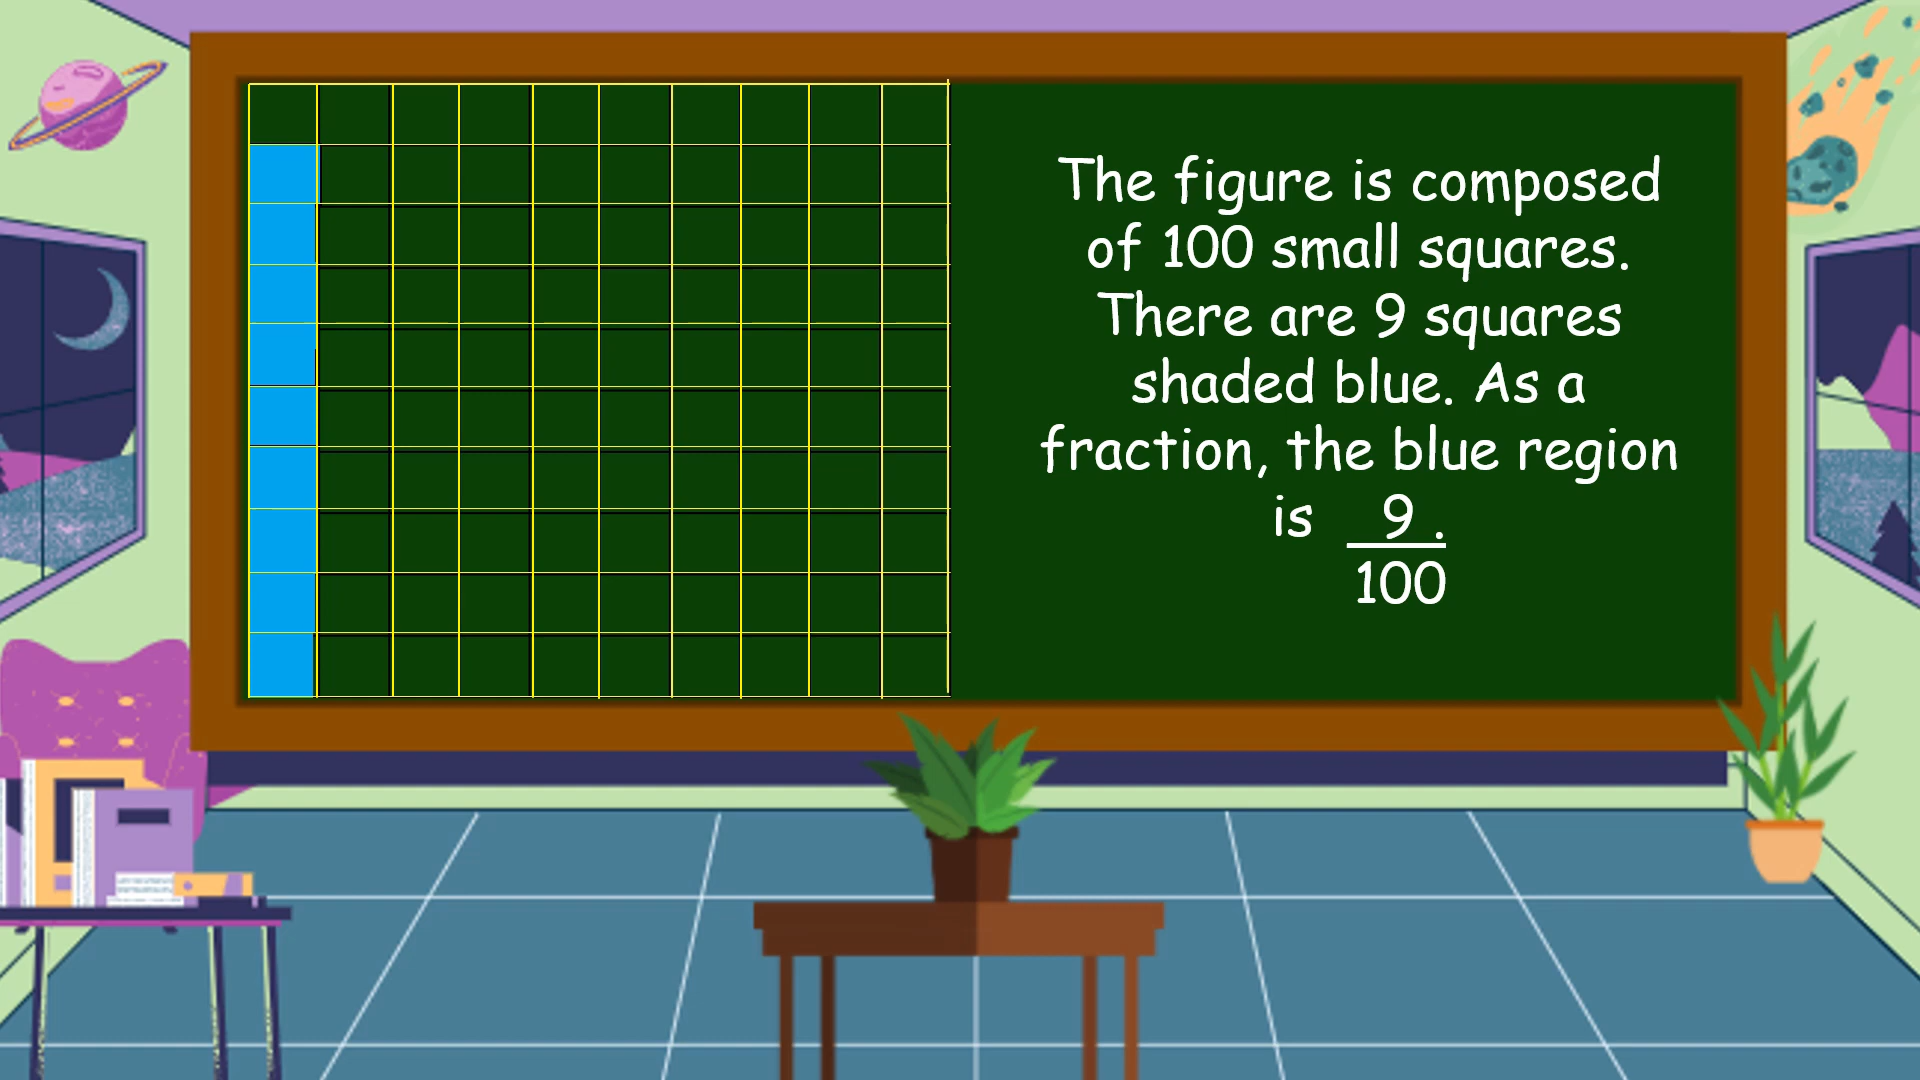 The figure is composed
of 100 small squares.
There are 9 squares
shaded blue. As a
fraction, the blue region
is 9 .
100